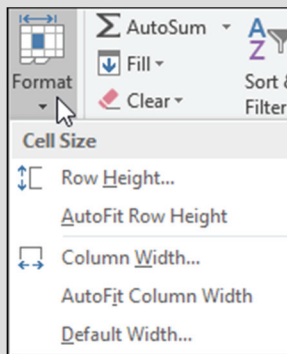 AutoSum
Fill
Clear
Format
A
Z
Sort &
Filter
Cell Size
Row Height...
AutoFit Row Height
Column Width...
AutoFit Column Width
Default Width...